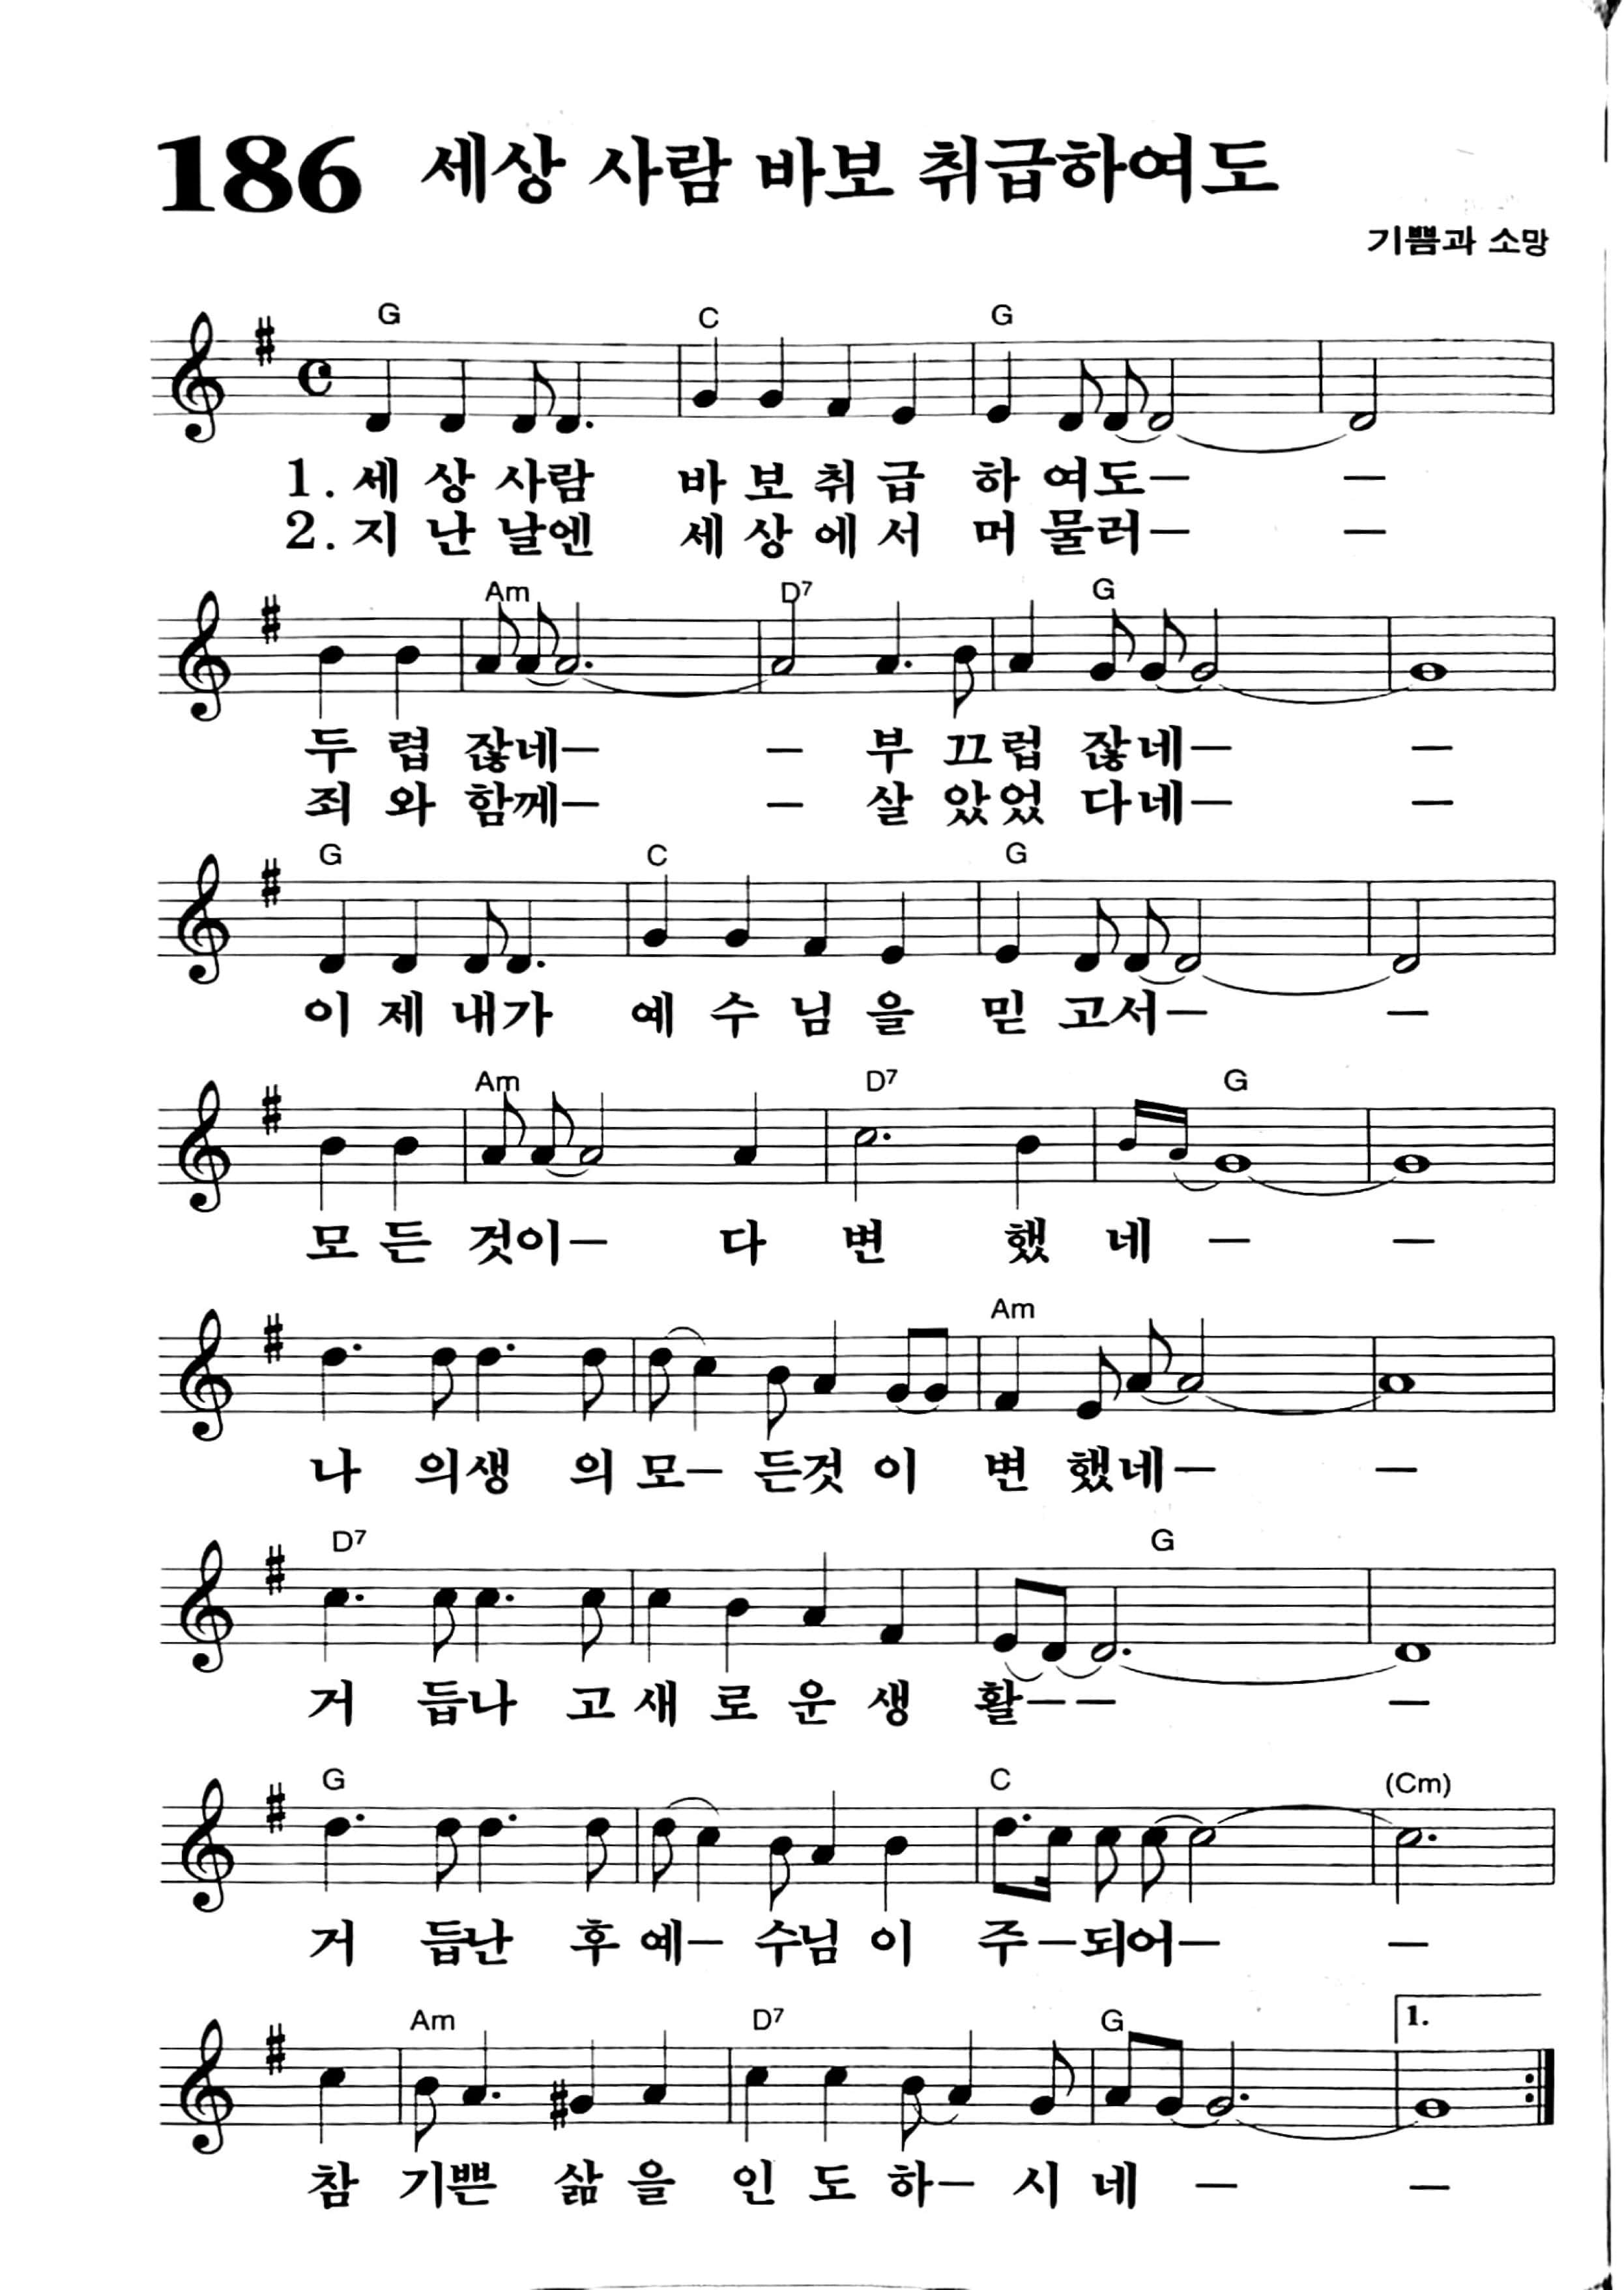 186 세상 사람 바보 취급하여도
기쁨과 소망
G C G
1. 세 상 사람 바 보 취 급 하 여도– –
2. 지 난 날엔 세 상 에 서 머 물러– –
Am D7 G
두 렵 잖네– – 부 끄럽 잖네– –
죄 와 함께– – 살 았었 다네– –
G C G
이 제 내가 예 수 님 을 믿 고서– –
Am D7 G
모 든 것이– 다 변 했 네 – –
Am
나 의생 의 모– 든것 이 변 했네– –
D7 G
거 듭나 고 새 로 운 생 활–– –
G C (Cm)
거 듭난 후 예– 수님 이 주–되어– –
Am D7 G 1.
참 기쁜 삶 을 인 도 하– 시 네 – –